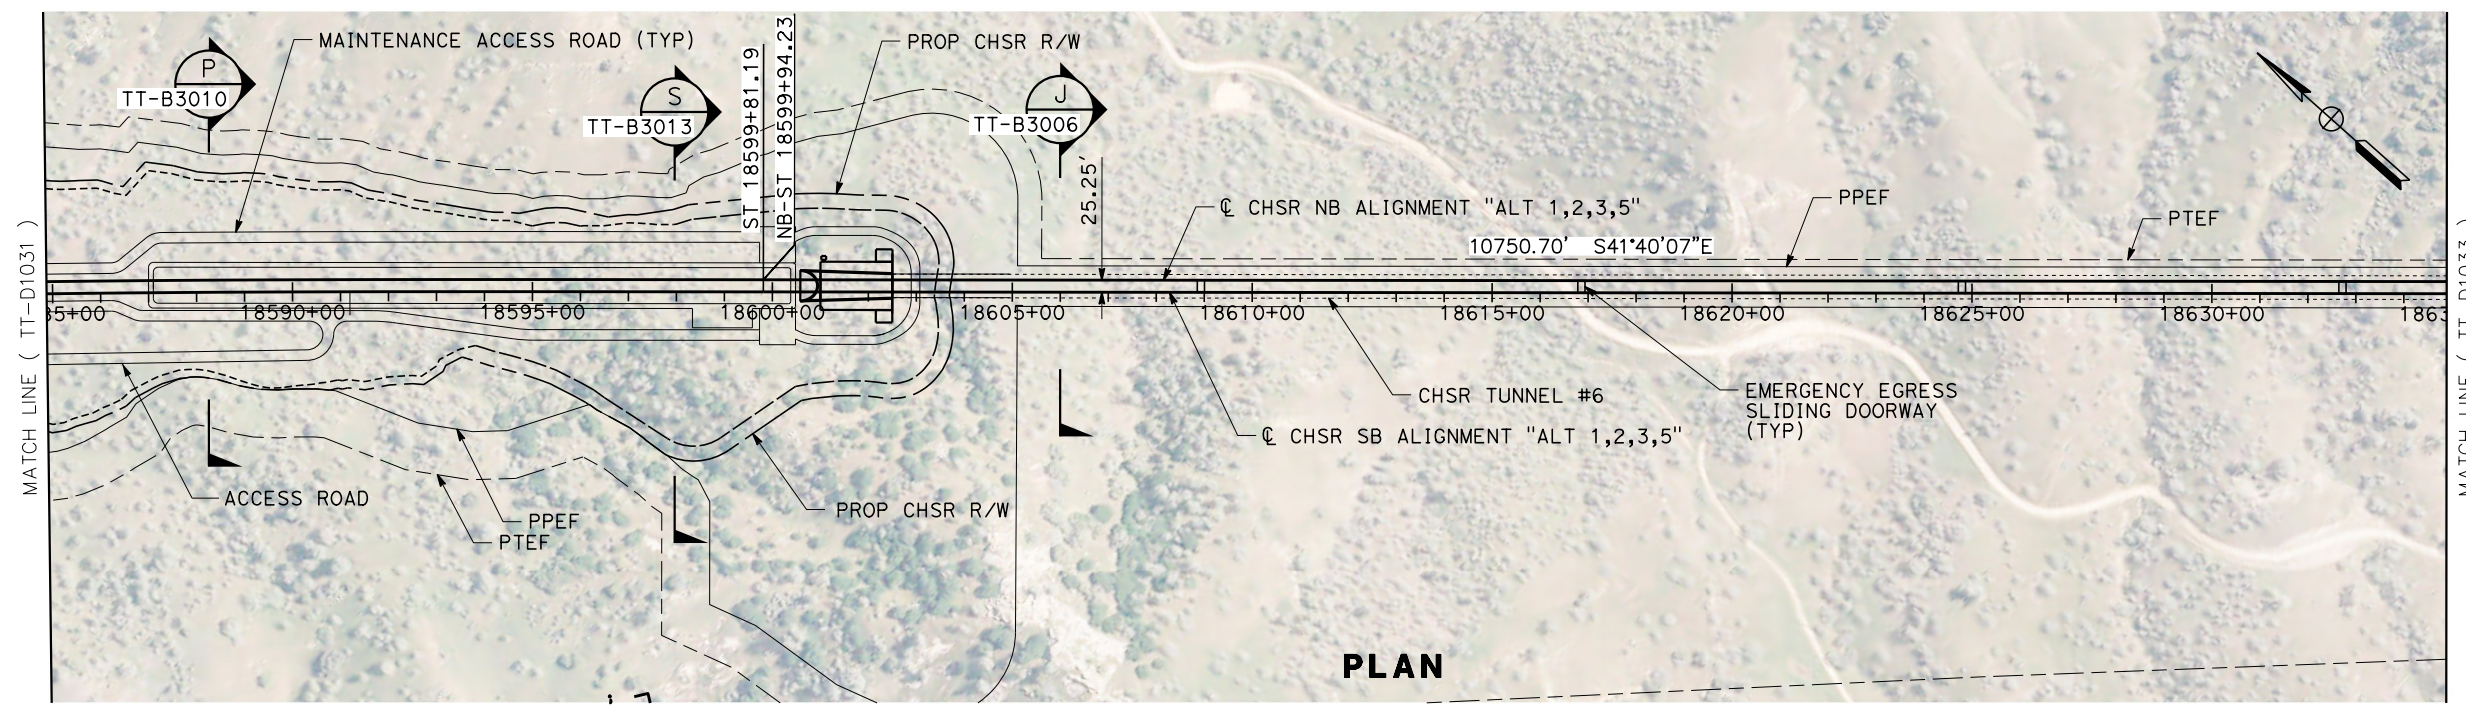 MAINTENANCE ACCESS ROAD (TYP)
P
TT-B3010
S
TT-B3013
ST 18599+81.19
NB-ST 18599+94.23
PROP CHSR R/W
J
TT-B3006
25.25'
℄ CHSR NB ALIGNMENT "ALT 1,2,3,5"
10750.70' S41°40'07"E
PPEF
PTEF
MATCH LINE ( TT-D1031 )
85+00
18590+00
18595+00
18600+00
18605+00
18610+00
18615+00
18620+00
18625+00
18630+00
1863
CHSR TUNNEL #6
EMERGENCY EGRESS
SLIDING DOORWAY
(TYP)
℄ CHSR SB ALIGNMENT "ALT 1,2,3,5"
ACCESS ROAD
PPEF
PTEF
PROP CHSR R/W
PLAN